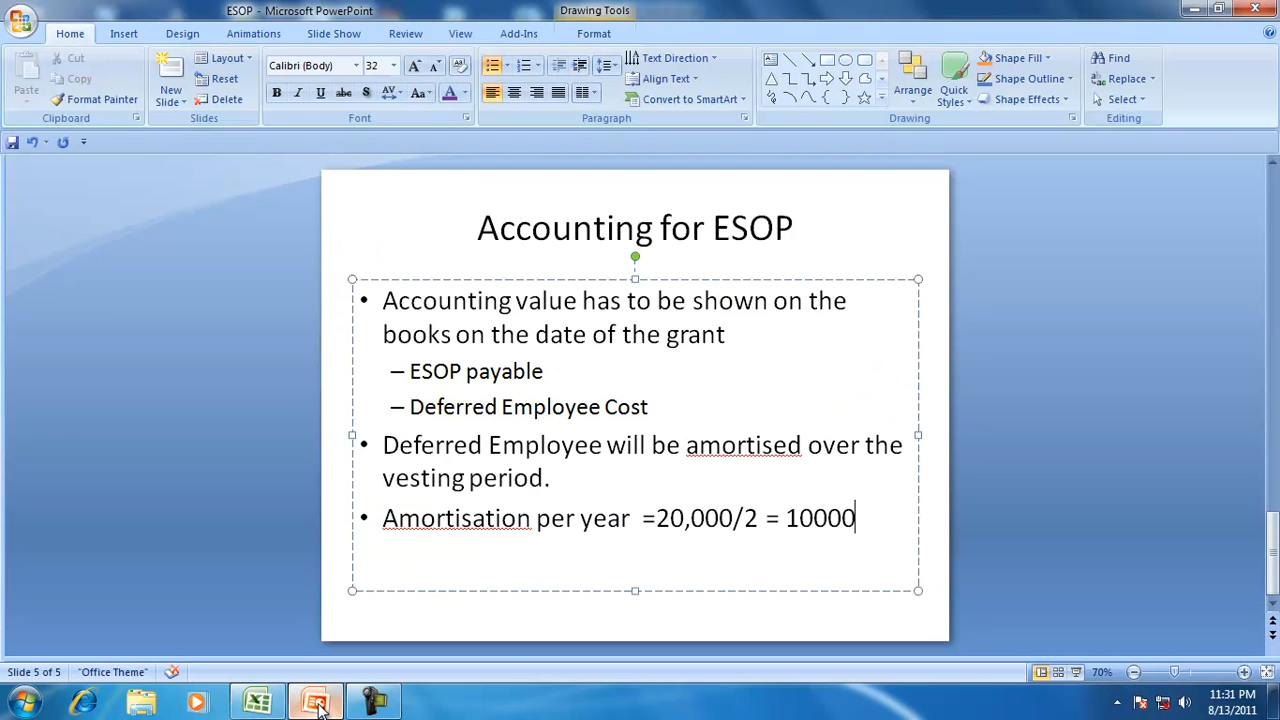 ESOP - Microsoft PowerPoint
Drawing Tools
Home Insert Design Animations Slide Show Review View Add-Ins Format
Paste
Cut
Copy
Format Painter
Clipboard
New Slide
Layout
Reset
Delete
Slides
Calibri (Body) 32
B I U abc S AV Aa A
Font
Text Direction
Align Text
Convert to SmartArt
Paragraph
Arrange
Quick Styles
Shape Fill
Shape Outline
Shape Effects
Drawing
Find
Replace
Select
Editing
Accounting for ESOP
• Accounting value has to be shown on the
books on the date of the grant
– ESOP payable
– Deferred Employee Cost
• Deferred Employee will be amortised over the
vesting period.
• Amortisation per year =20,000/2 = 10000
Slide 5 of 5 "Office Theme" 70%
11:31 PM
8/13/2011